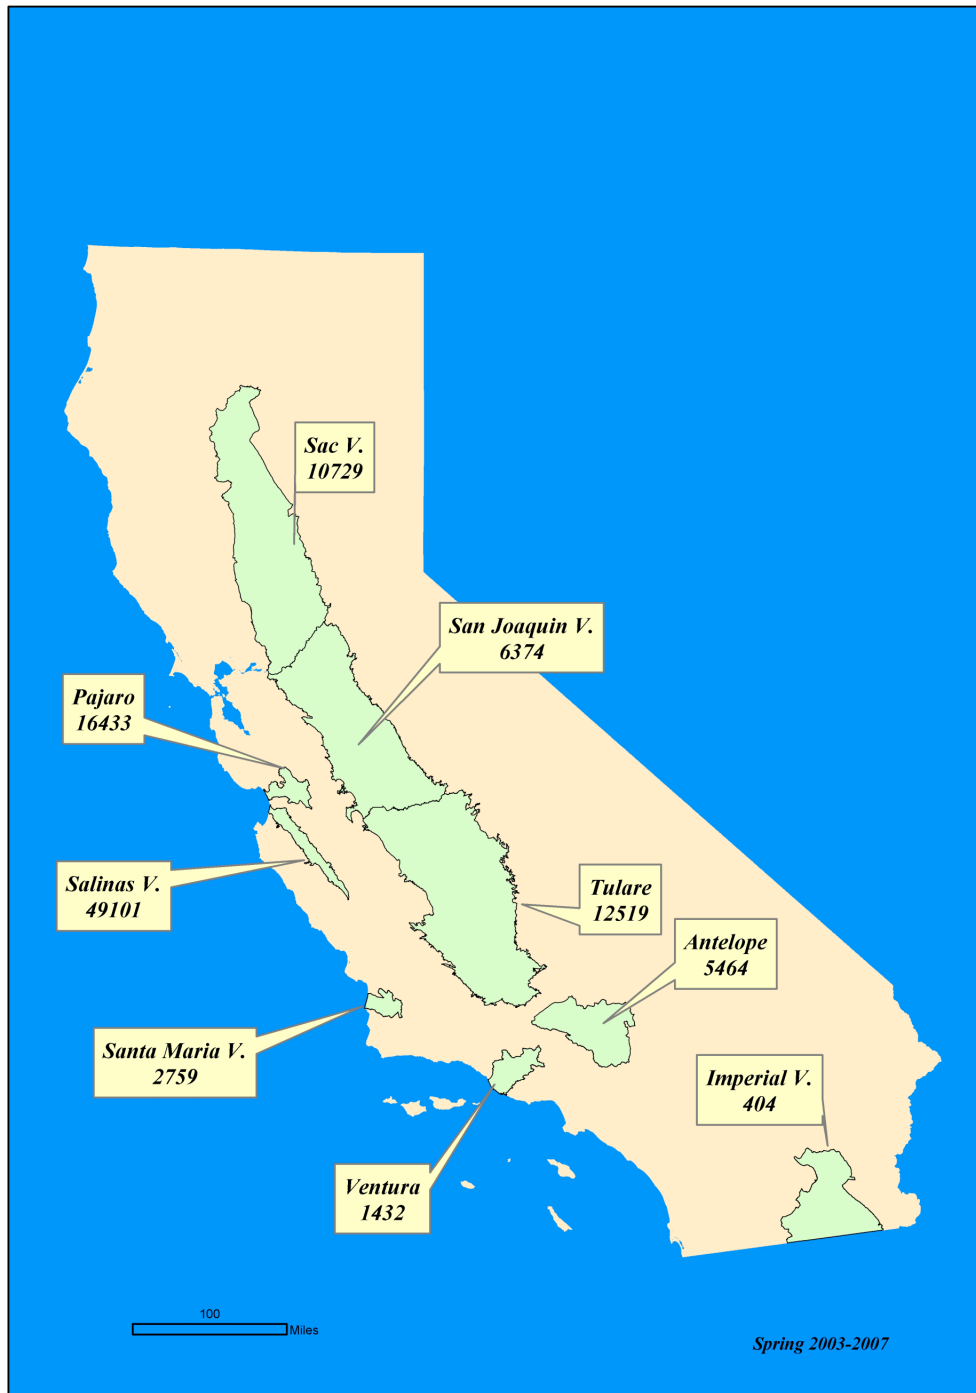 Sac V.
10729
San Joaquin V.
6374
Pajaro
16433
Salinas V.
49101
Tulare
12519
Antelope
5464
Santa Maria V.
2759
Imperial V.
404
Ventura
1432
100
Miles
Spring 2003-2007